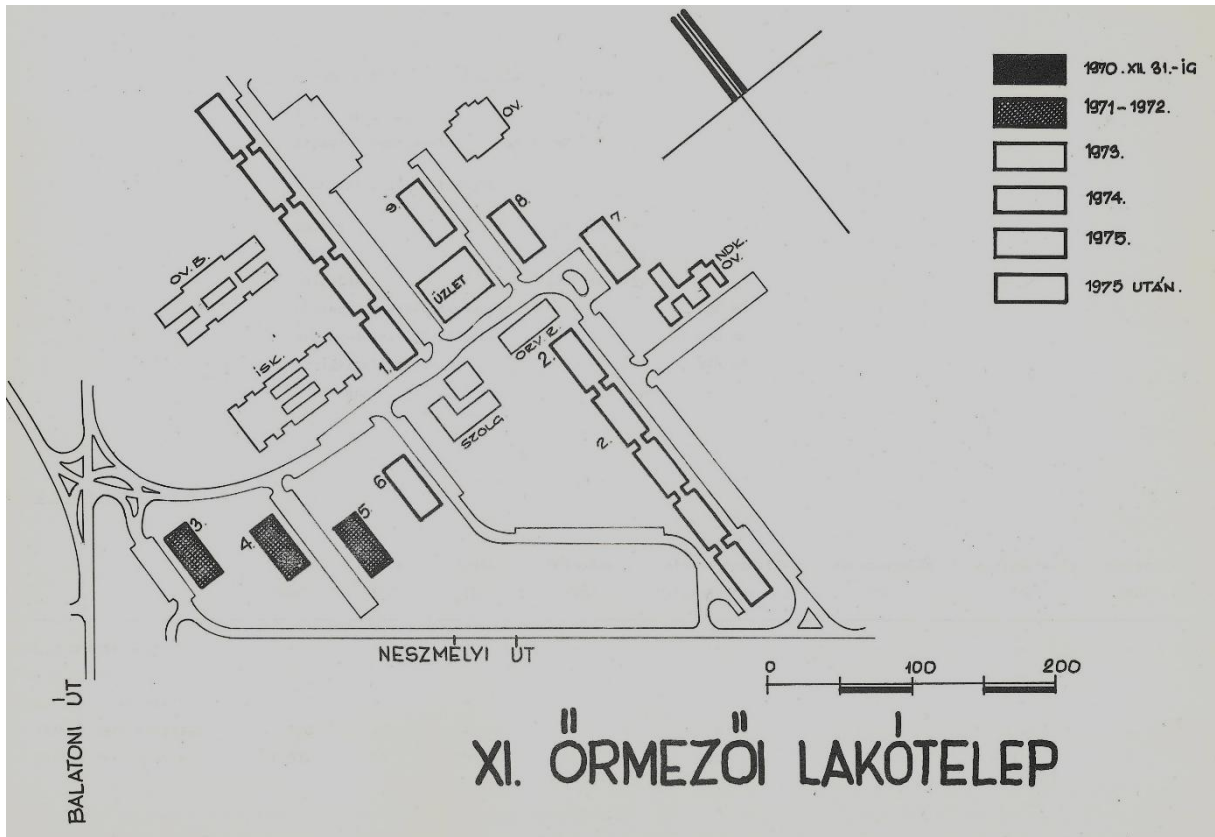 1970. XII. 31.-IG
1971-1972.
1973.
1974.
1975.
1975 UTÁN.
ÓV.
9.
8.
7.
NDK.
ÓV.
ÓV.B.
ÜZLET
ORV. R.
ISK.
1.
2.
SZOLG
2.
6
5
3.
4.
NESZMÉLYI ÚT
BALATONI ÚT
0 100 200
XI. ŐRMEZŐI LAKÓTELEP